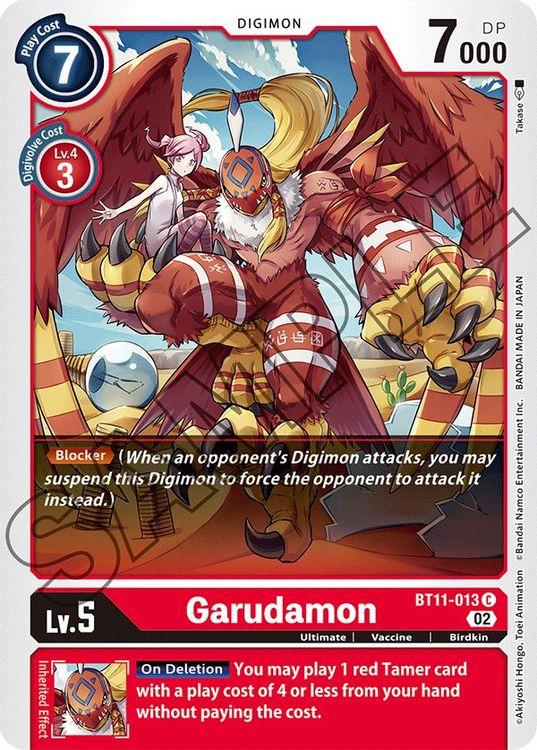 DIGIMON
Play Cost
7
7000
DP
Digivolve Cost
Lv.4
3
Takase
SAMPLE
BANDAI MADE IN JAPAN
©Bandai Namco Entertainment Inc.
©Akiyoshi Hongo, Toei Animation
Blocker (When an opponent's Digimon attacks, you may
suspend this Digimon to force the opponent to attack it
instead.)
Lv.5
Garudamon
BT11-013 C
02
Ultimate | Vaccine | Birdkin
Inherited Effect
On Deletion You may play 1 red Tamer card
with a play cost of 4 or less from your hand
without paying the cost.